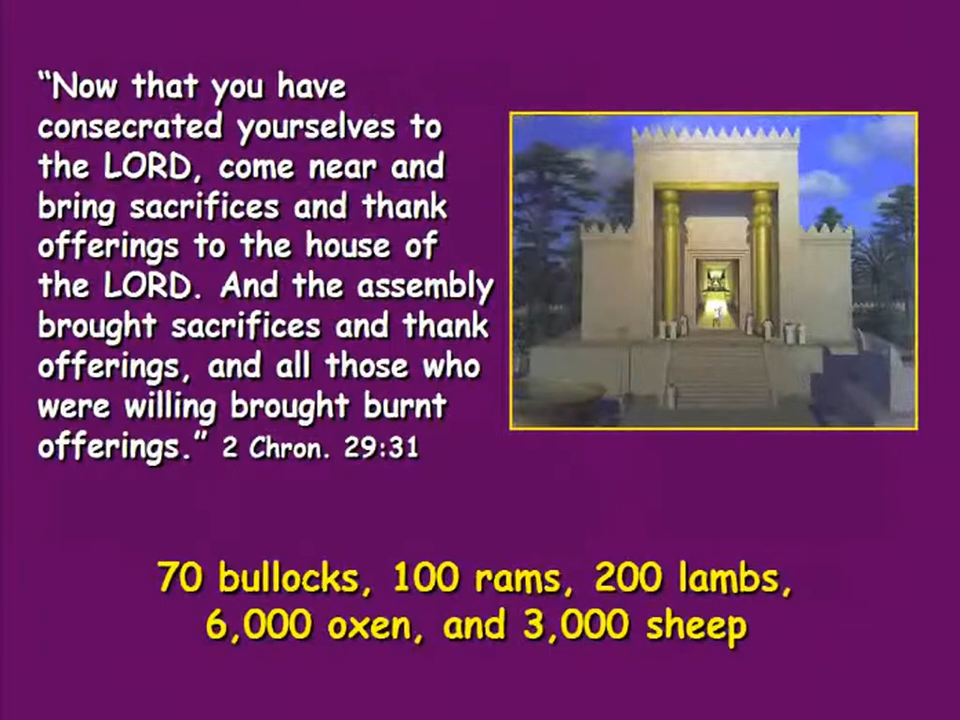 “Now that you have
consecrated yourselves to
the LORD, come near and
bring sacrifices and thank
offerings to the house of
the LORD. And the assembly
brought sacrifices and thank
offerings, and all those who
were willing brought burnt
offerings.” 2 Chron. 29:31
70 bullocks, 100 rams, 200 lambs,
6,000 oxen, and 3,000 sheep